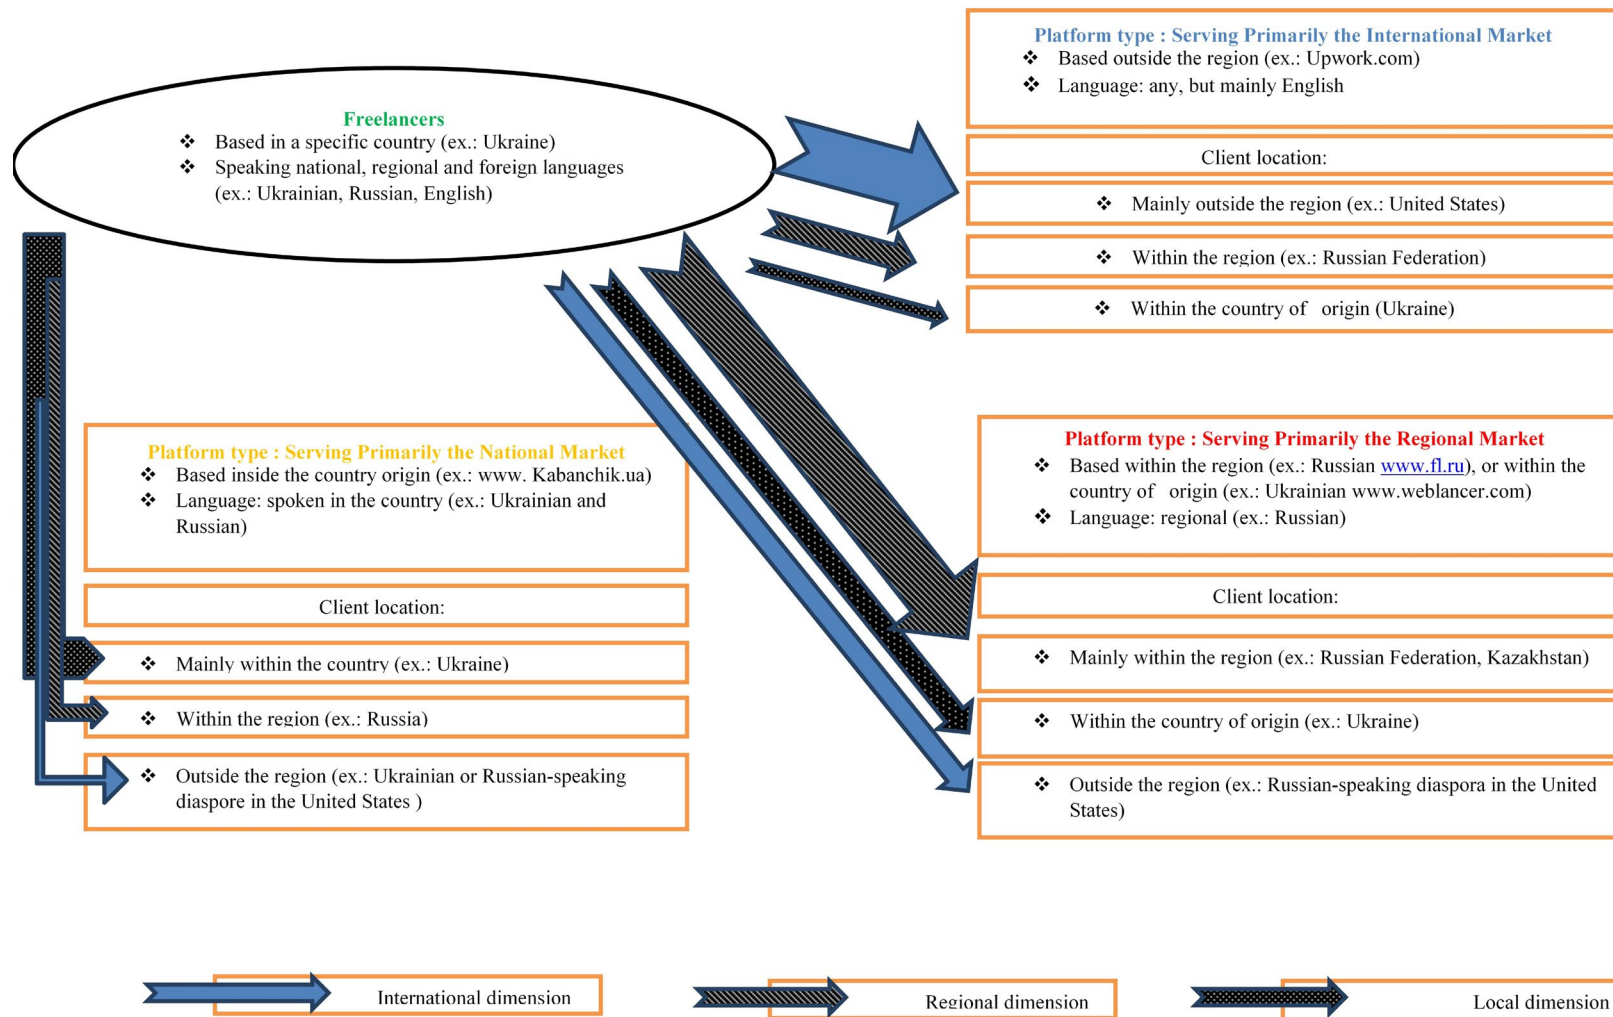 Freelancers
❖ Based in a specific country (ex.: Ukraine)
❖ Speaking national, regional and foreign languages
(ex.: Ukrainian, Russian, English)
Platform type : Serving Primarily the International Market
❖ Based outside the region (ex.: Upwork.com)
❖ Language: any, but mainly English
Client location:
❖ Mainly outside the region (ex.: United States)
❖ Within the region (ex.: Russian Federation)
❖ Within the country of origin (Ukraine)
Platform type : Serving Primarily the National Market
❖ Based inside the country origin (ex.: www. Kabanchik.ua)
❖ Language: spoken in the country (ex.: Ukrainian and
Russian)
Client location:
❖ Mainly within the country (ex.: Ukraine)
❖ Within the region (ex.: Russia)
❖ Outside the region (ex.: Ukrainian or Russian-speaking
diaspore in the United States )
Platform type : Serving Primarily the Regional Market
❖ Based within the region (ex.: Russian www.fl.ru), or within the
country of origin (ex.: Ukrainian www.weblancer.com)
❖ Language: regional (ex.: Russian)
Client location:
❖ Mainly within the region (ex.: Russian Federation, Kazakhstan)
❖ Within the country of origin (ex.: Ukraine)
❖ Outside the region (ex.: Russian-speaking diaspora in the United
States)
International dimension
Regional dimension
Local dimension